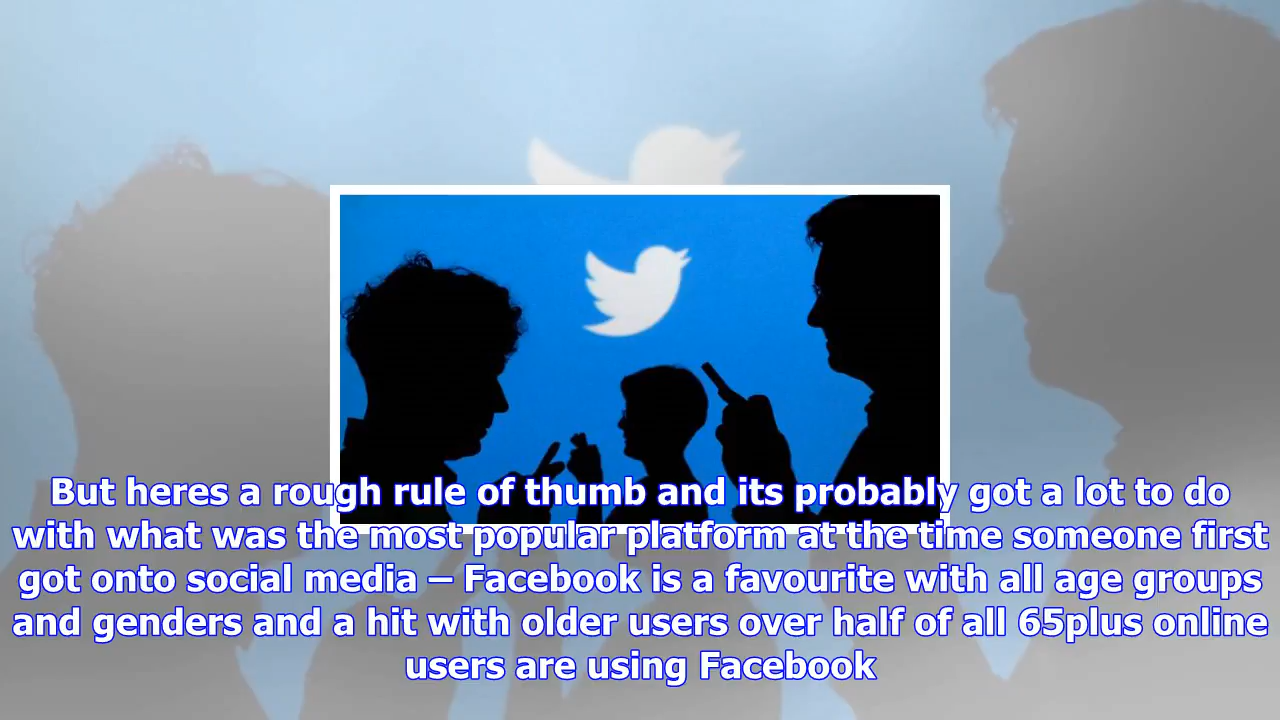 But heres a rough rule of thumb and its probably got a lot to do
with what was the most popular platform at the time someone first
got onto social media – Facebook is a favourite with all age groups
and genders and a hit with older users over half of all 65plus online
users are using Facebook